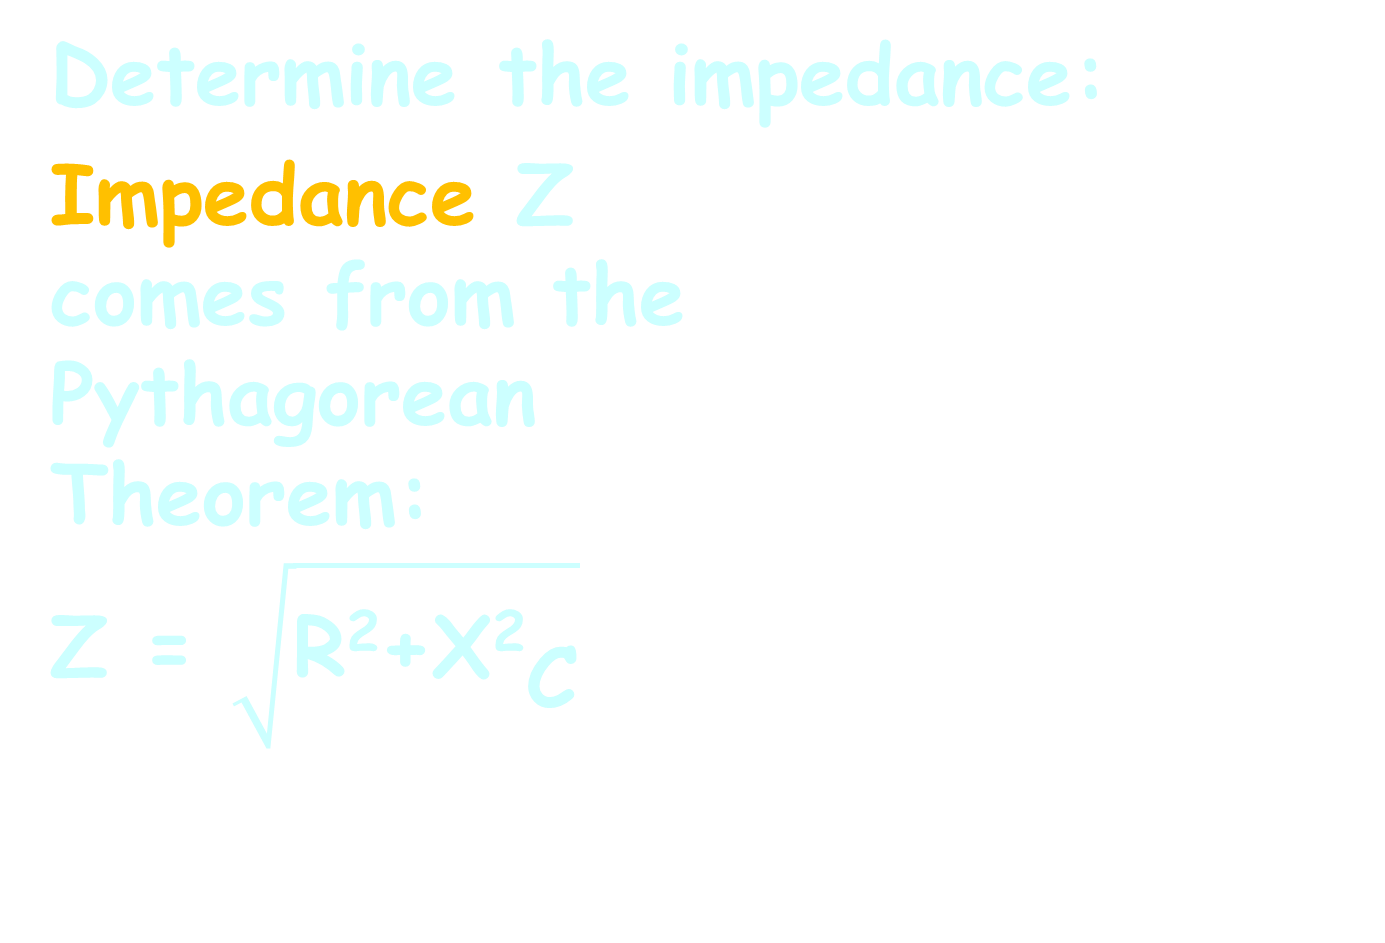 Determine the impedance:
Impedance Z
comes from the
Pythagorean
Theorem:
Z = √R²+X²C